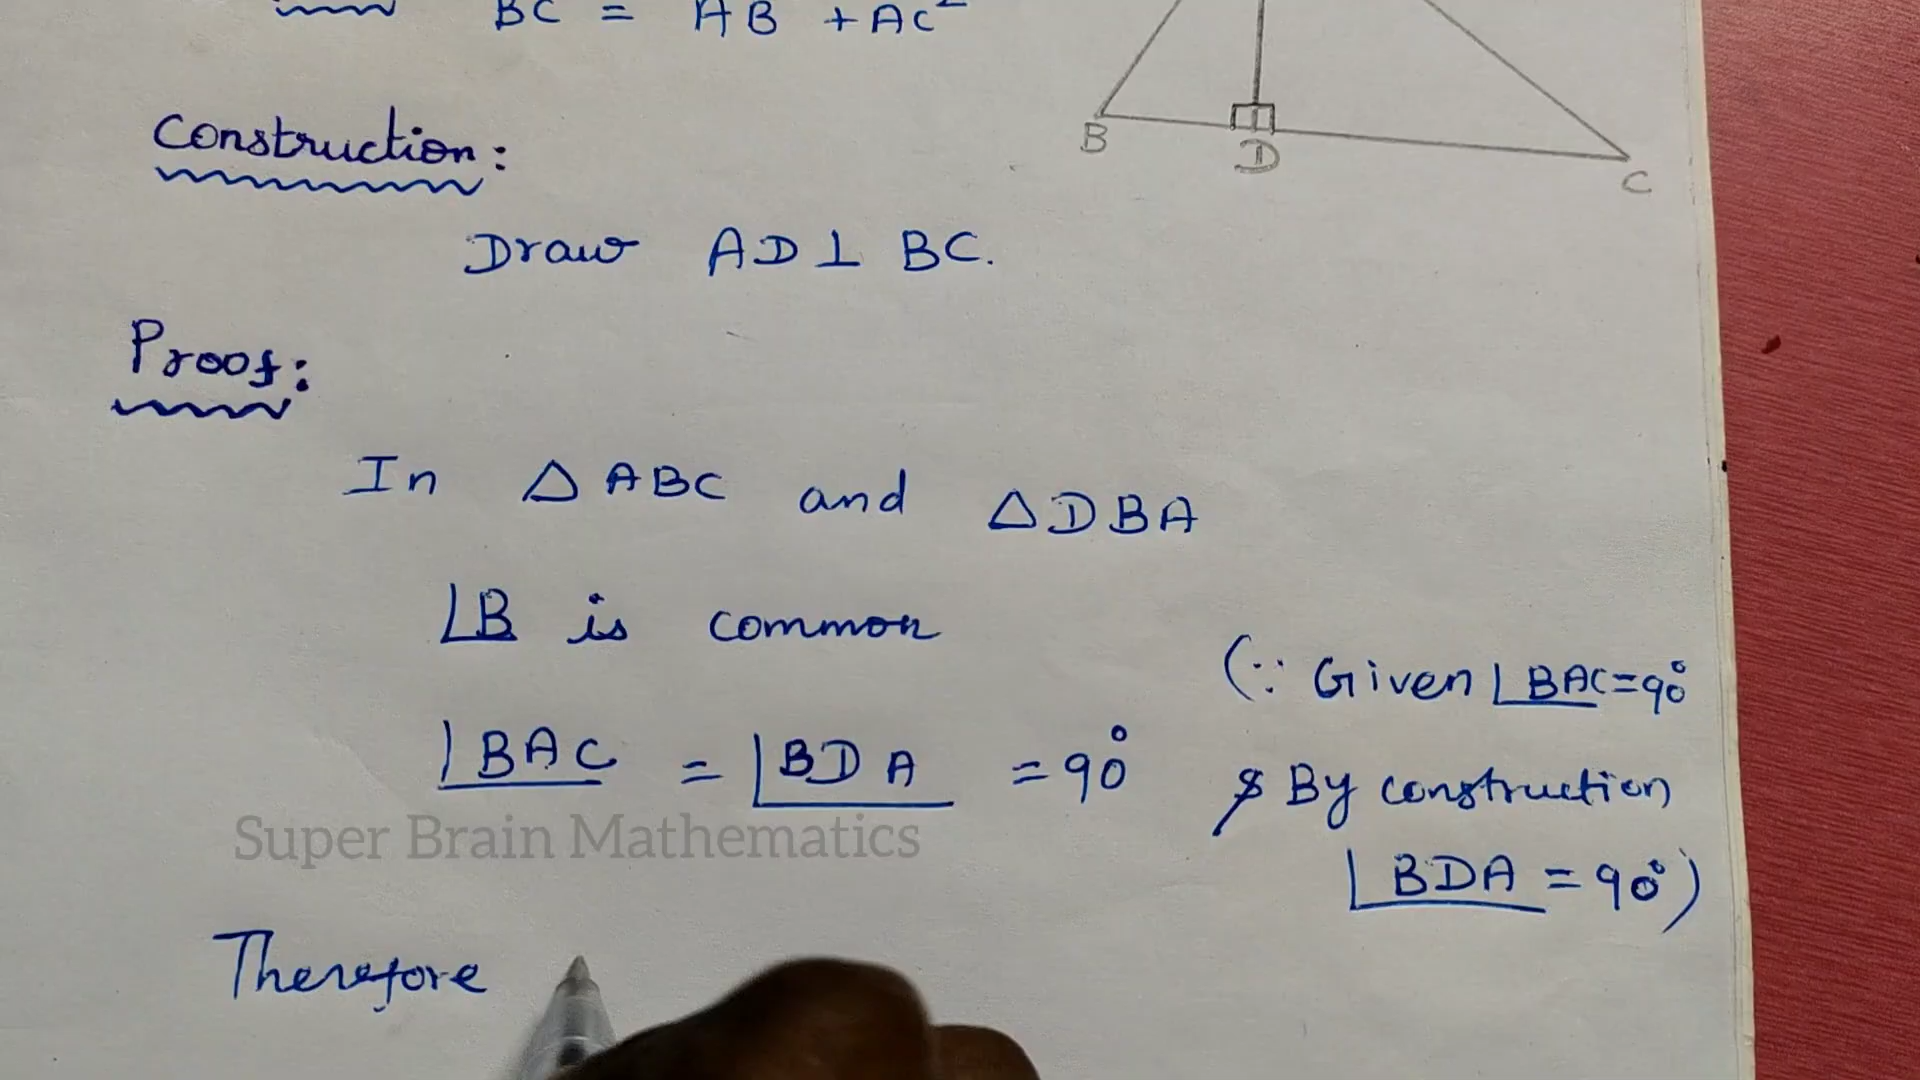 BC = AB + AC²
B
D
C
Construction:
Draw AD ⊥ BC.
Proof:
In △ ABC and △ DBA
∠B is common
∠BAC = ∠BDA = 90°
(∵ Given ∠BAC = 90°
& By construction
∠BDA = 90°)
Super Brain Mathematics
Therefore